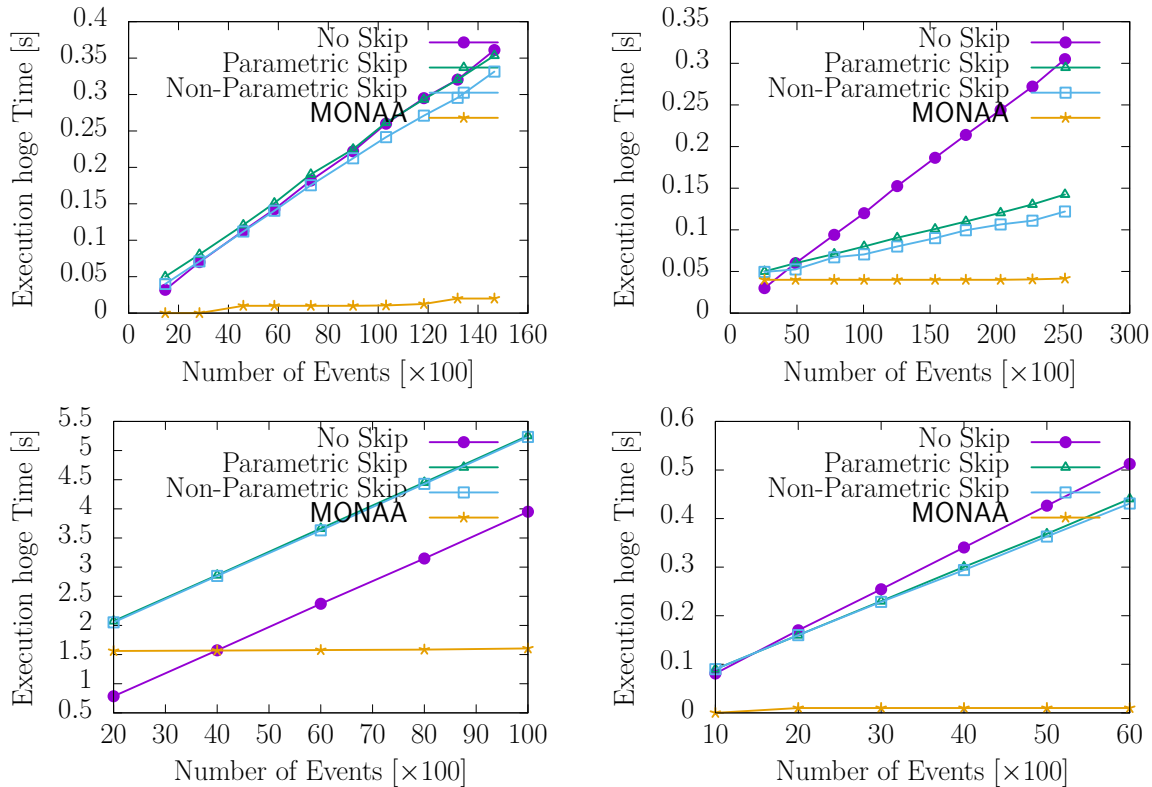 Execution hoge Time [s]
0.4
0.35
0.3
0.25
0.2
0.15
0.1
0.05
0
0 20 40 60 80 100 120 140 160
Number of Events [×100]
No Skip
Parametric Skip
Non-Parametric Skip
MONAA
Execution hoge Time [s]
0.35
0.30
0.25
0.20
0.15
0.10
0.05
0.00
0 50 100 150 200 250 300
Number of Events [×100]
No Skip
Parametric Skip
Non-Parametric Skip
MONAA
Execution hoge Time [s]
5.5
5
4.5
4
3.5
3
2.5
2
1.5
1
0.5
20 30 40 50 60 70 80 90 100
Number of Events [×100]
No Skip
Parametric Skip
Non-Parametric Skip
MONAA
Execution hoge Time [s]
0.6
0.5
0.4
0.3
0.2
0.1
0
10 20 30 40 50 60
Number of Events [×100]
No Skip
Parametric Skip
Non-Parametric Skip
MONAA